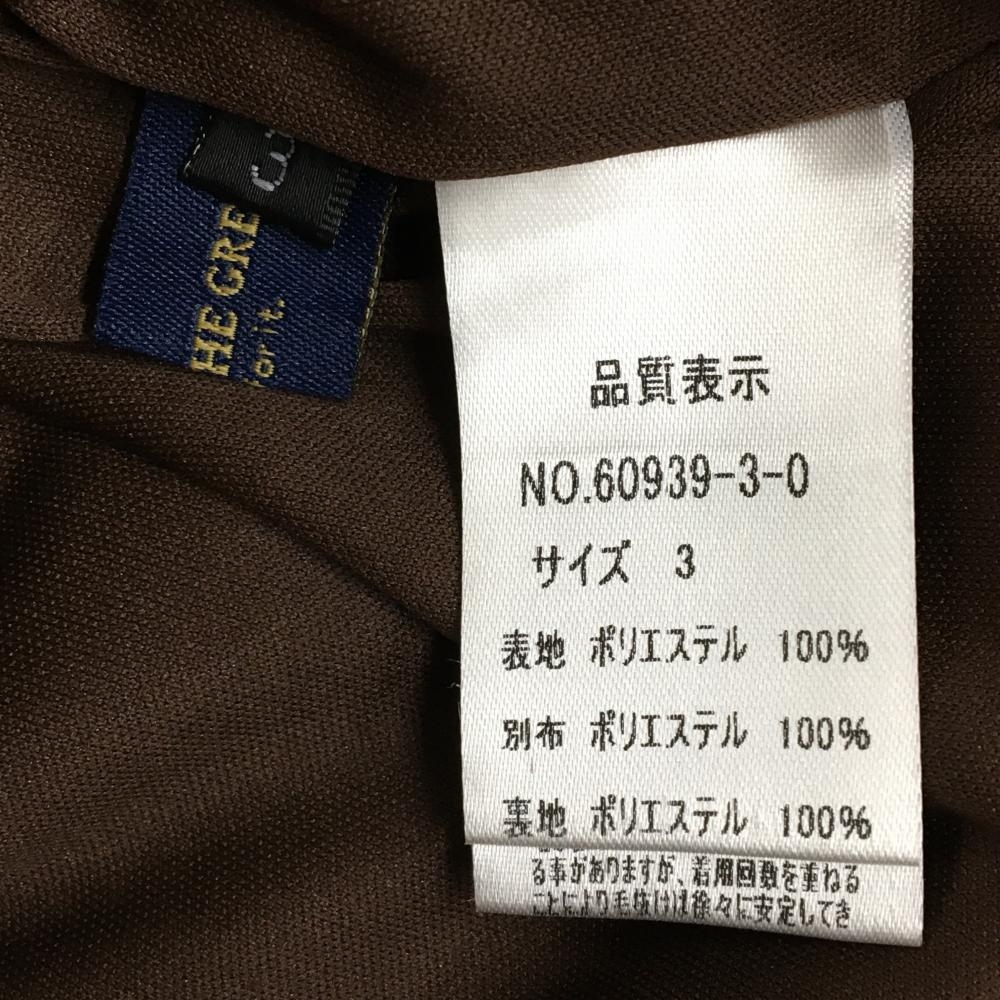 HE GRE
for it.
品質表示
NO.60939-3-0
サイズ 3
表地 ポリエステル 100%
別布 ポリエステル 100%
裏地 ポリエステル 100%
る事がありますが、着用回数を重ねる
ことにより毛抜けは徐々に安定してき